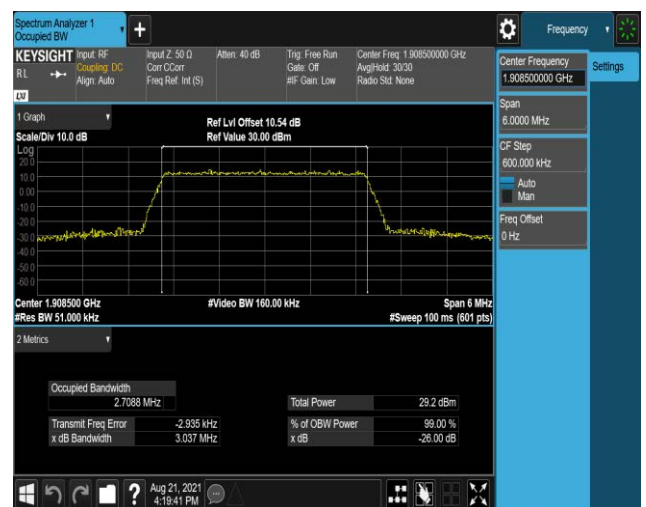 Spectrum Analyzer 1
Occupied BW
+
Frequency
KEYSIGHT
RL
LXI
Input: RF
Coupling: DC
Align: Auto
Input Z: 50 Ω
Corr CCorr
Freq Ref: Int (S)
Atten: 40 dB
Trig: Free Run
Gate: Off
#IF Gain: Low
Center Freq: 1.908500000 GHz
Avg|Hold: 30/30
Radio Std: None
Center Frequency
1.908500000 GHz
Settings
Span
6.0000 MHz
CF Step
600.000 kHz
Auto
Man
Freq Offset
0 Hz
1 Graph
Scale/Div 10.0 dB
Ref Lvl Offset 10.54 dB
Ref Value 30.00 dBm
Log
20.0
10.0
0.00
-10.0
-20.0
-30.0
-40.0
-50.0
-60.0
Center 1.908500 GHz
#Video BW 160.00 kHz
Span 6 MHz
#Res BW 51.000 kHz
#Sweep 100 ms (601 pts)
2 Metrics
Occupied Bandwidth
2.7088 MHz
Total Power 29.2 dBm
Transmit Freq Error -2.935 kHz
% of OBW Power 99.00 %
x dB Bandwidth 3.037 MHz
x dB -26.00 dB
?
Aug 21, 2021
4:19:41 PM